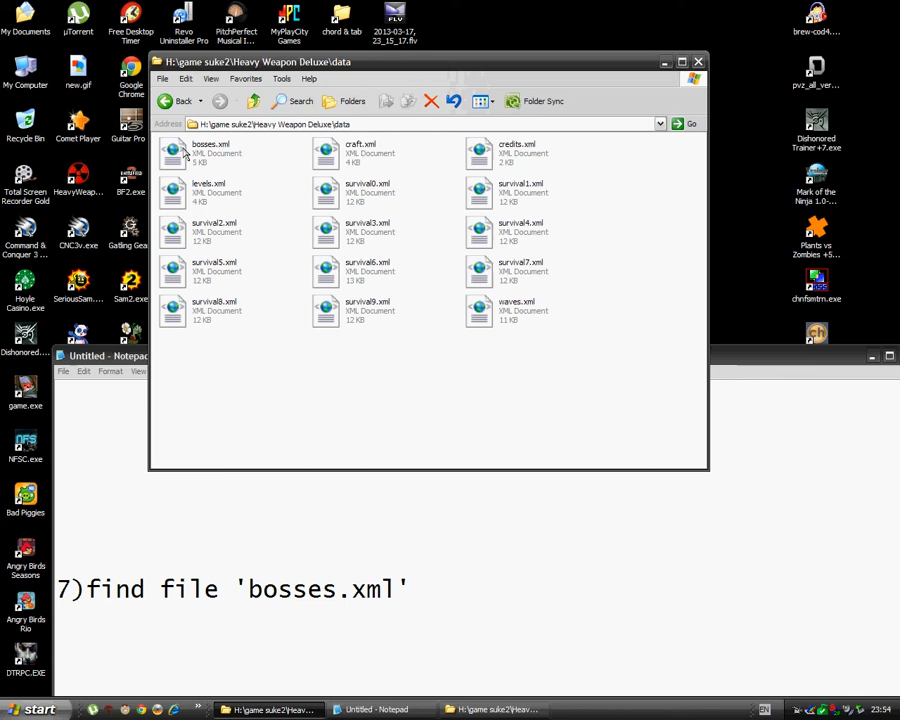 My Documents
µTorrent
Free Desktop
Timer
Revo
Uninstaller Pro
PitchPerfect
Musical I...
MyPlayCity
Games
chord & tab
FLV
2013-03-17,
23_15_17.flv
brew-cod4...
My Computer
new.gif
Google
Chrome
pvz_all_ver...
Recycle Bin
Comet Player
Guitar Pro
Dishonored
Trainer +7.exe
Total Screen
Recorder Gold
HeavyWeap...
BF2.exe
Mark of the
Ninja 1.0-...
Command &
Conquer 3 ...
CNC3v.exe
Gatling Gea...
Plants vs
Zombies ...
Hoyle
Casino.exe
SeriousSam...
Sam2.exe
chnfsmtrn.exe
Dishonored...
game.exe
NFSC.exe
Bad Piggies
Angry Birds
Seasons
Angry Birds
Rio
DTRPC.EXE
H:\game suke2\Heavy Weapon Deluxe\data
File Edit View Favorites Tools Help
Back Search Folders Folder Sync
Address H:\game suke2\Heavy Weapon Deluxe\data Go
bosses.xml
XML Document
5 KB
craft.xml
XML Document
4 KB
credits.xml
XML Document
2 KB
levels.xml
XML Document
4 KB
survival0.xml
XML Document
12 KB
survival1.xml
XML Document
12 KB
survival2.xml
XML Document
12 KB
survival3.xml
XML Document
12 KB
survival4.xml
XML Document
12 KB
survival5.xml
XML Document
12 KB
survival6.xml
XML Document
13 KB
survival7.xml
XML Document
12 KB
survival8.xml
XML Document
12 KB
survival9.xml
XML Document
12 KB
waves.xml
XML Document
11 KB
Untitled - Notepad
File Edit Format View
7)find file 'bosses.xml'
start
H:\game suke2\Heav...
Untitled - Notepad
H:\game suke2\Heav...
EN
23:54